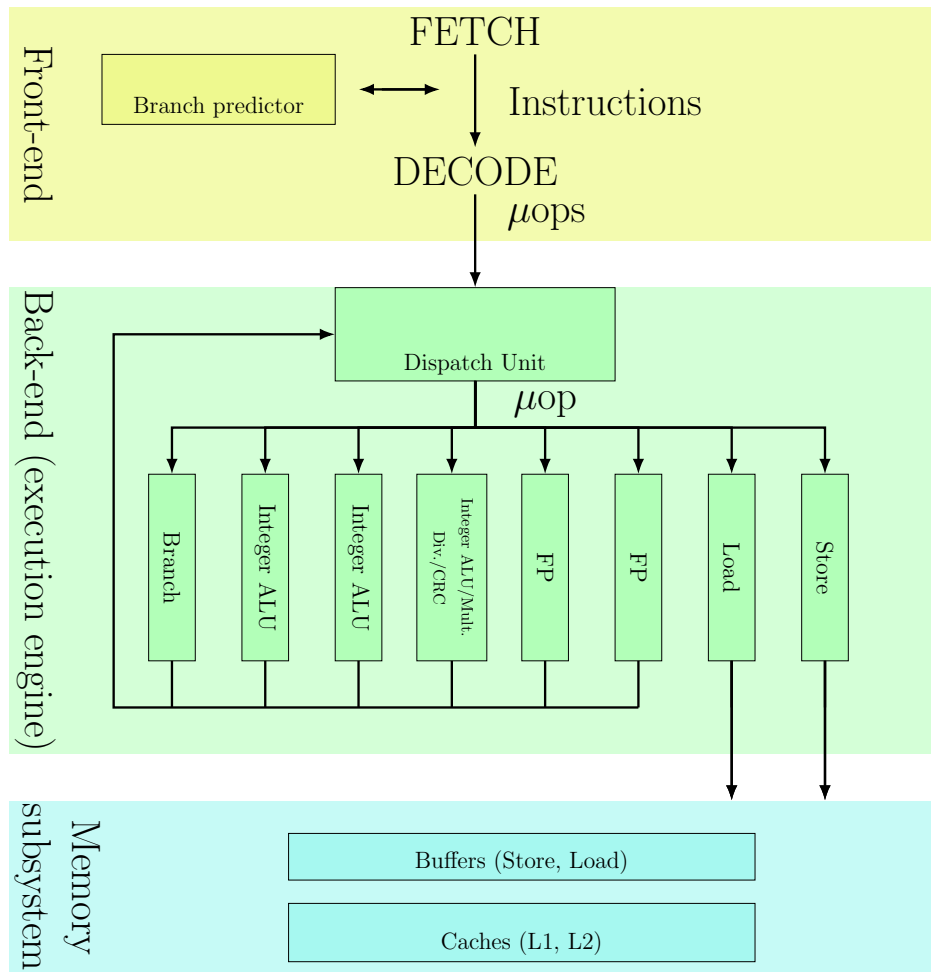 Front-end
FETCH
Branch predictor
Instructions
DECODE
μops
Back-end (execution engine)
Dispatch Unit
μop
Branch
Integer ALU
Integer ALU
Integer ALU/Mult.
Div./CRC
FP
FP
Load
Store
Memory
subsystem
Buffers (Store, Load)
Caches (L1, L2)